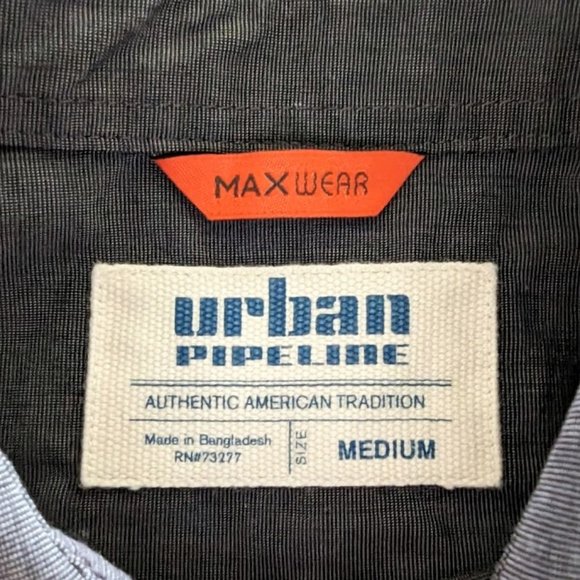 MAXWEAR
urban
PIPELINE
AUTHENTIC AMERICAN TRADITION
Made in Bangladesh
RN#73277
SIZE
MEDIUM